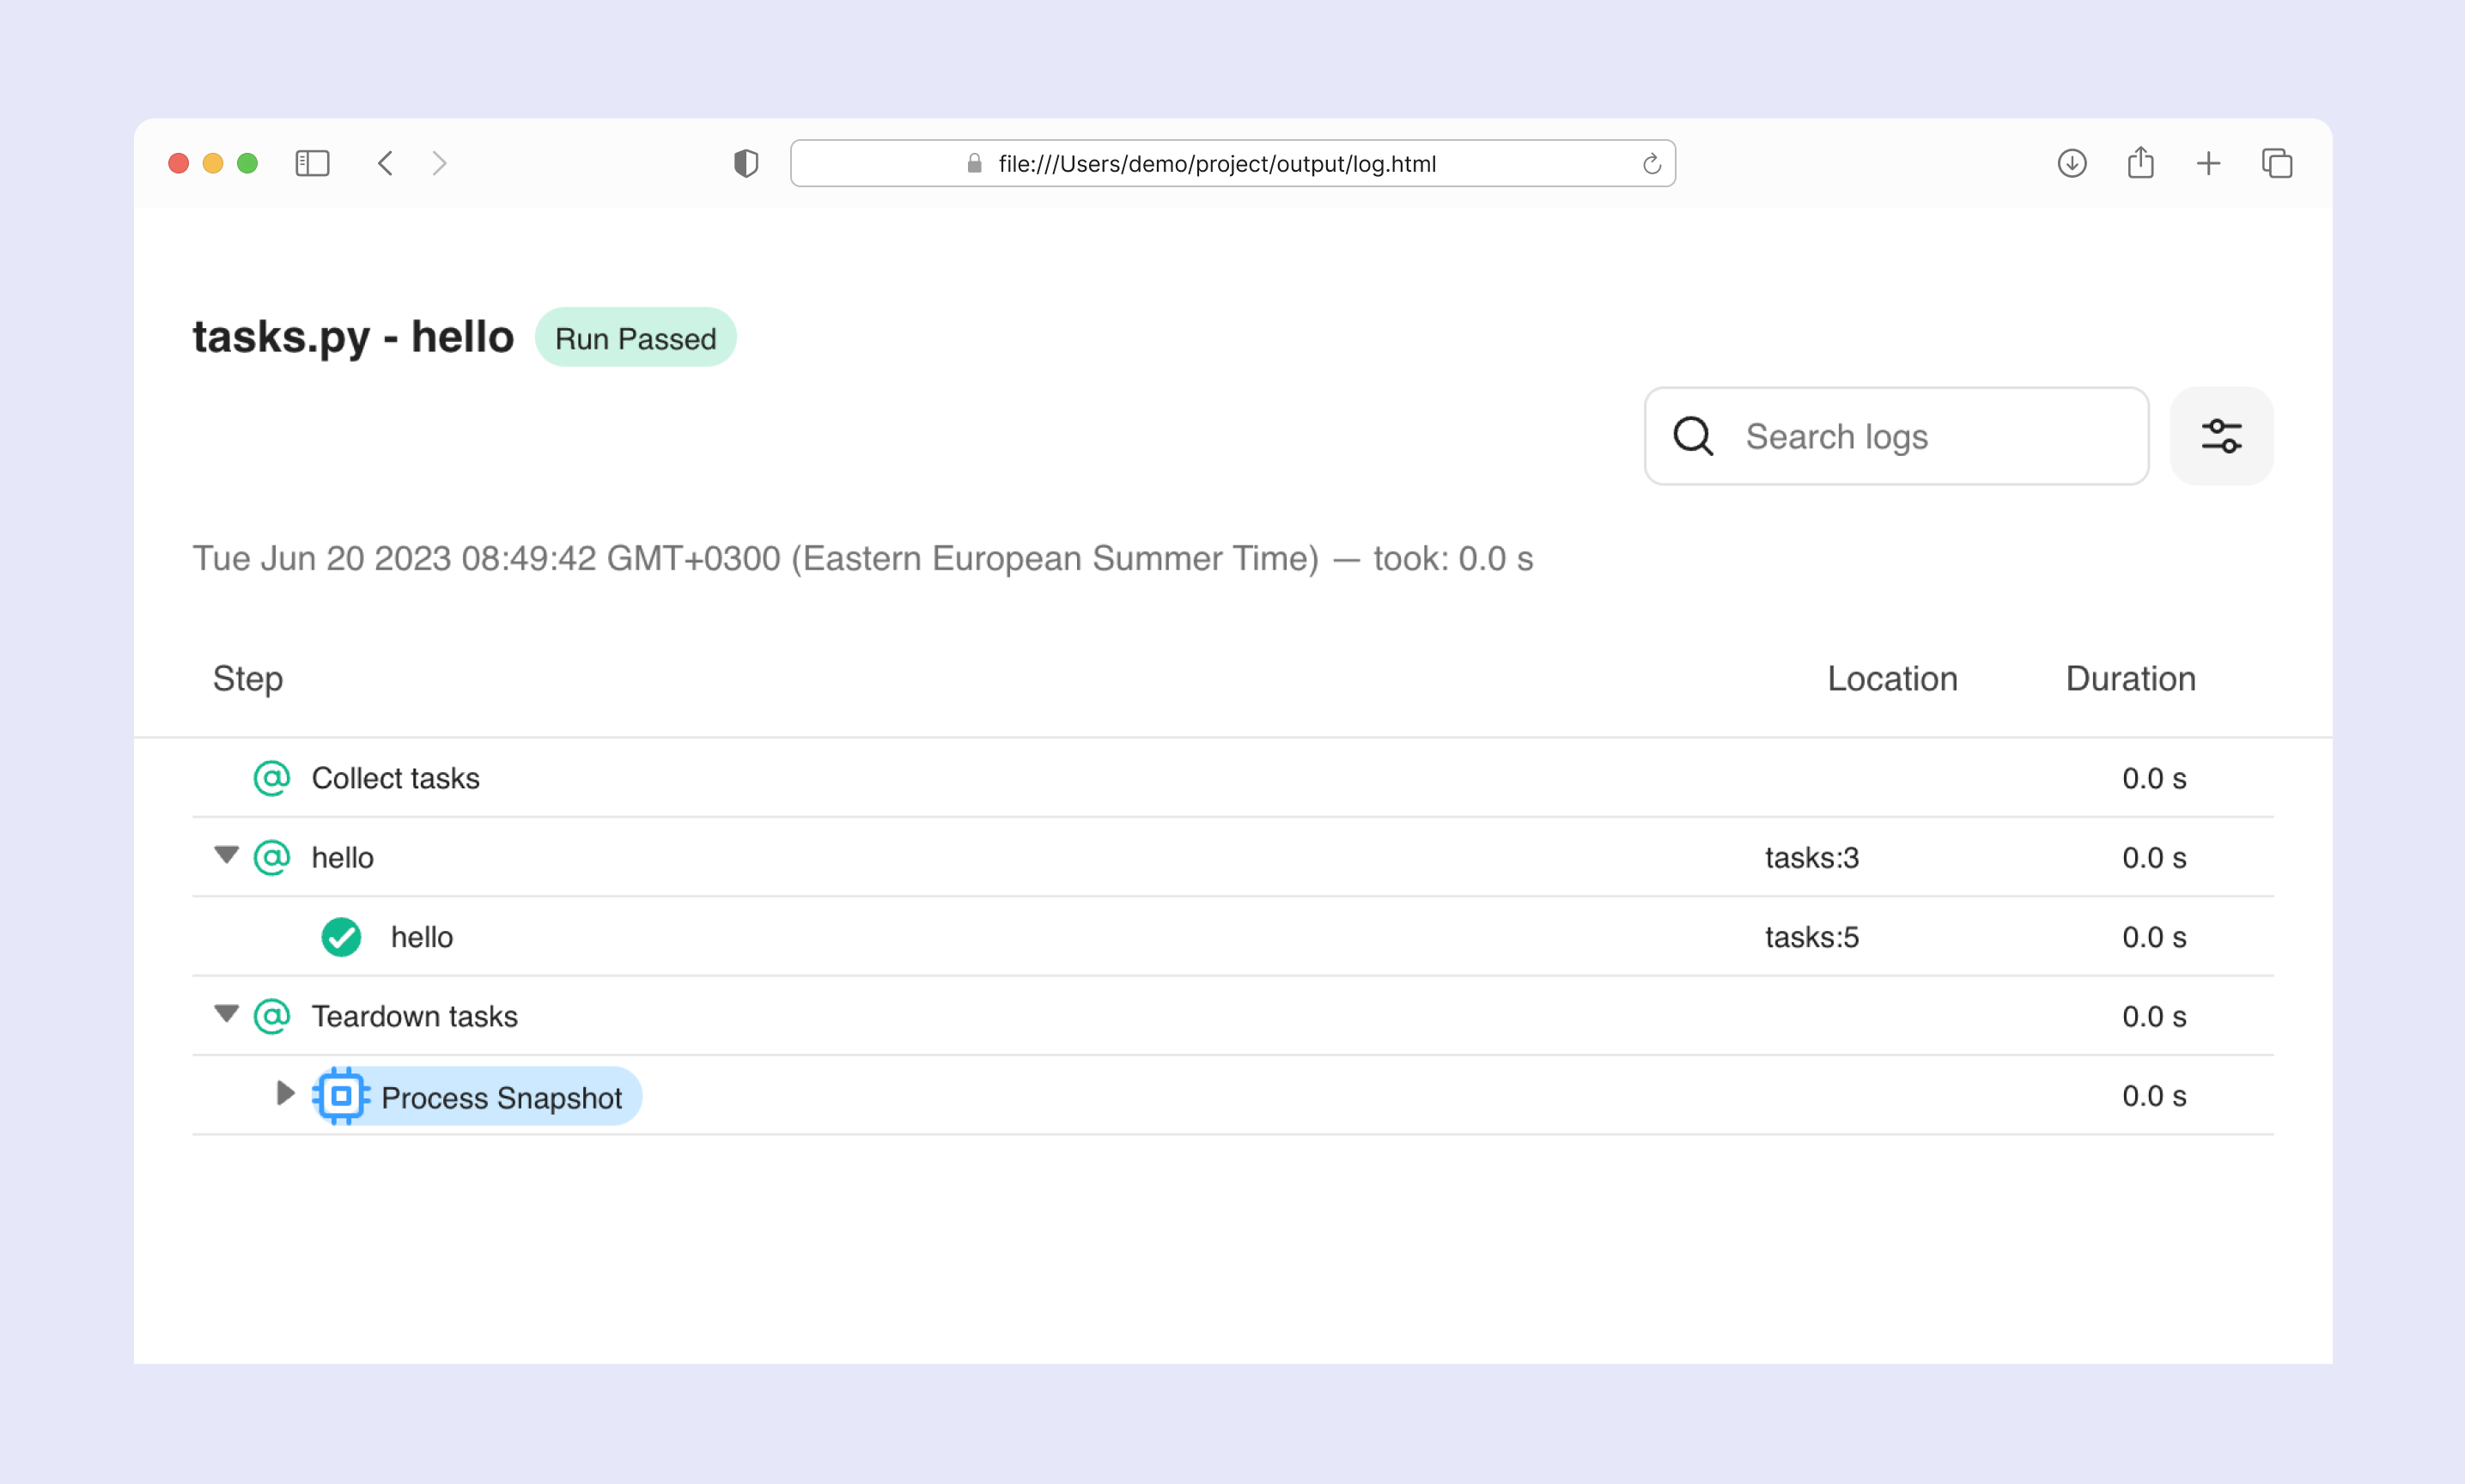 file:///Users/demo/project/output/log.html
tasks.py - hello Run Passed
Search logs
Tue Jun 20 2023 08:49:42 GMT+0300 (Eastern European Summer Time) — took: 0.0 s
Step Location Duration
Collect tasks 0.0 s
hello tasks:3 0.0 s
hello tasks:5 0.0 s
Teardown tasks 0.0 s
Process Snapshot 0.0 s